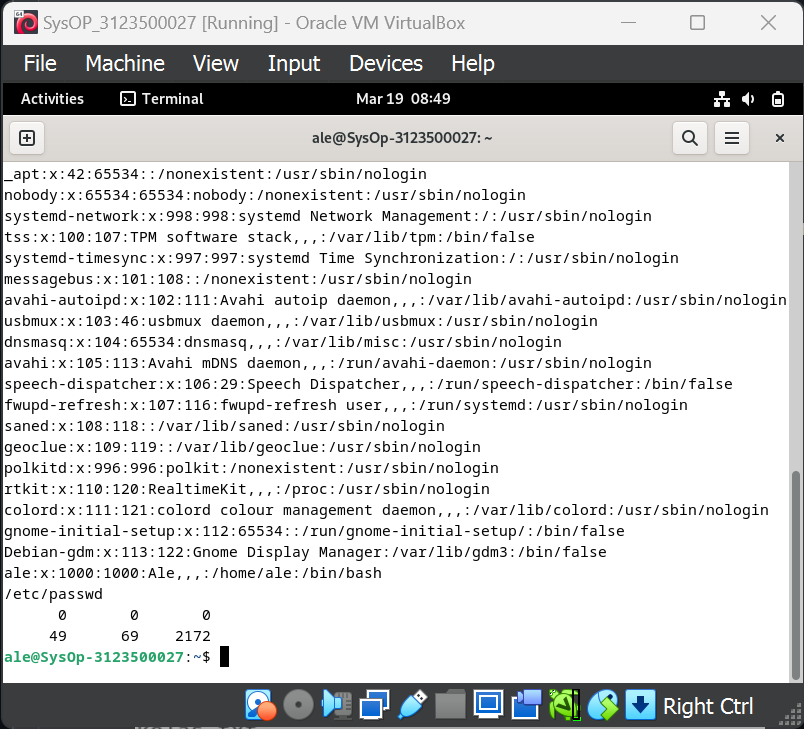 SysOP_3123500027 [Running] - Oracle VM VirtualBox
File Machine View Input Devices Help
Activities Terminal Mar 19 08:49
ale@SysOp-3123500027: ~
_apt:x:42:65534::/nonexistent:/usr/sbin/nologin
nobody:x:65534:65534:nobody:/nonexistent:/usr/sbin/nologin
systemd-network:x:998:998:systemd Network Management:/:/usr/sbin/nologin
tss:x:100:107:TPM software stack,,,:/var/lib/tpm:/bin/false
systemd-timesync:x:997:997:systemd Time Synchronization:/:/usr/sbin/nologin
messagebus:x:101:108::/nonexistent:/usr/sbin/nologin
avahi-autoipd:x:102:111:Avahi autoip daemon,,,:/var/lib/avahi-autoipd:/usr/sbin/nologin
usbmux:x:103:46:usbmux daemon,,,:/var/lib/usbmux:/usr/sbin/nologin
dnsmasq:x:104:65534:dnsmasq,,,:/var/lib/misc:/usr/sbin/nologin
avahi:x:105:113:Avahi mDNS daemon,,,:/run/avahi-daemon:/usr/sbin/nologin
speech-dispatcher:x:106:29:Speech Dispatcher,,,:/run/speech-dispatcher:/bin/false
fwupd-refresh:x:107:116:fwupd-refresh user,,,:/run/systemd:/usr/sbin/nologin
saned:x:108:118::/var/lib/saned:/usr/sbin/nologin
geoclue:x:109:119::/var/lib/geoclue:/usr/sbin/nologin
polkitd:x:996:996:polkit:/nonexistent:/usr/sbin/nologin
rtkit:x:110:120:RealtimeKit,,,:/proc:/usr/sbin/nologin
colord:x:111:121:colord colour management daemon,,,:/var/lib/colord:/usr/sbin/nologin
gnome-initial-setup:x:112:65534::/run/gnome-initial-setup/:/bin/false
Debian-gdm:x:113:122:Gnome Display Manager:/var/lib/gdm3:/bin/false
ale:x:1000:1000:Ale,,,:/home/ale:/bin/bash
/etc/passwd
0 0 0
49 69 2172
ale@SysOp-3123500027:~$
Right Ctrl